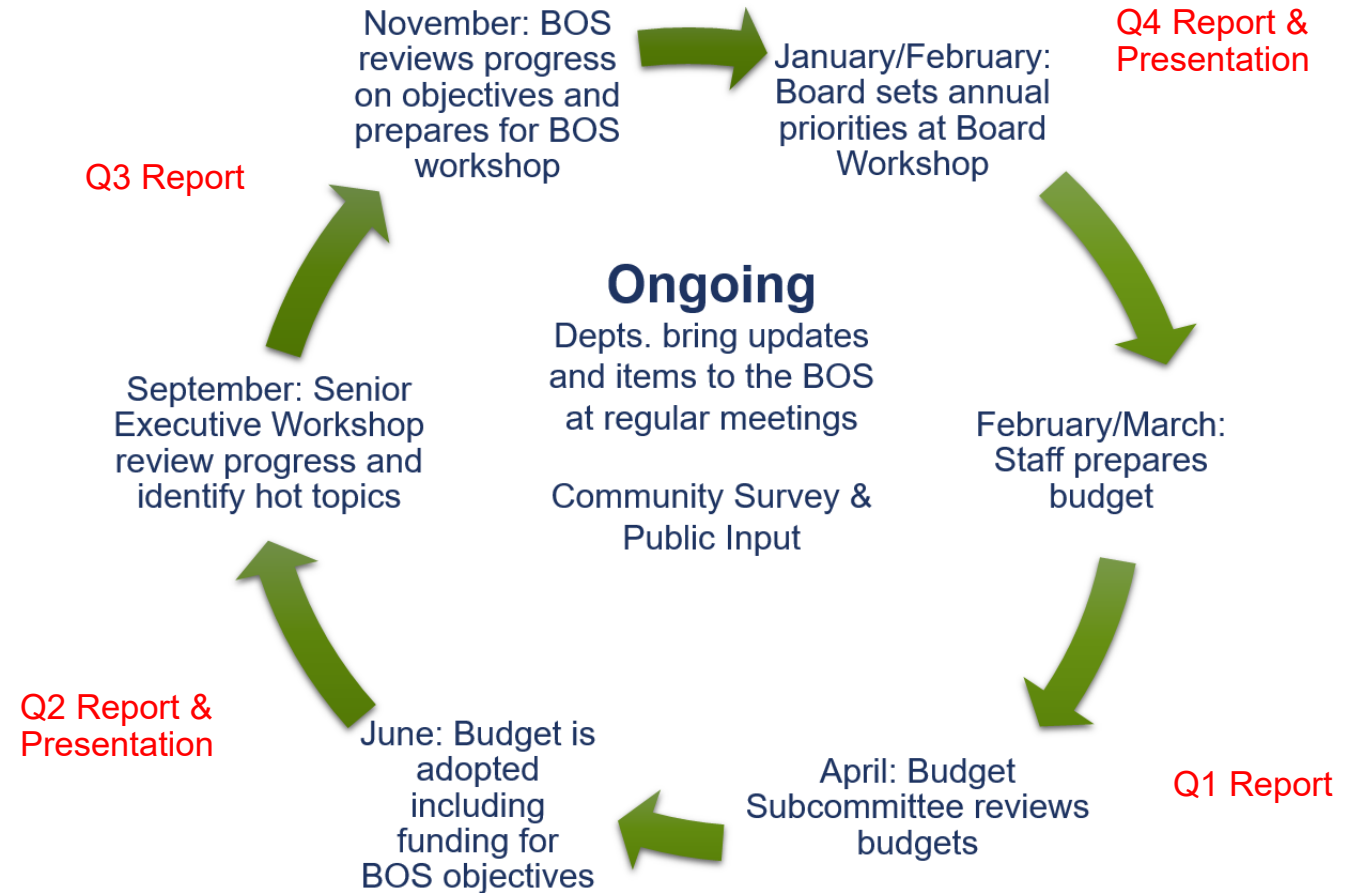 November: BOS
reviews progress
on objectives and
prepares for BOS
workshop
January/February:
Board sets annual
priorities at Board
Workshop
Q4 Report &
Presentation
February/March:
Staff prepares
budget
Q1 Report
April: Budget
Subcommittee reviews
budgets
June: Budget is
adopted
including
funding for
BOS objectives
Q2 Report &
Presentation
September: Senior
Executive Workshop
review progress and
identify hot topics
Q3 Report
Ongoing
Depts. bring updates
and items to the BOS
at regular meetings
Community Survey &
Public Input